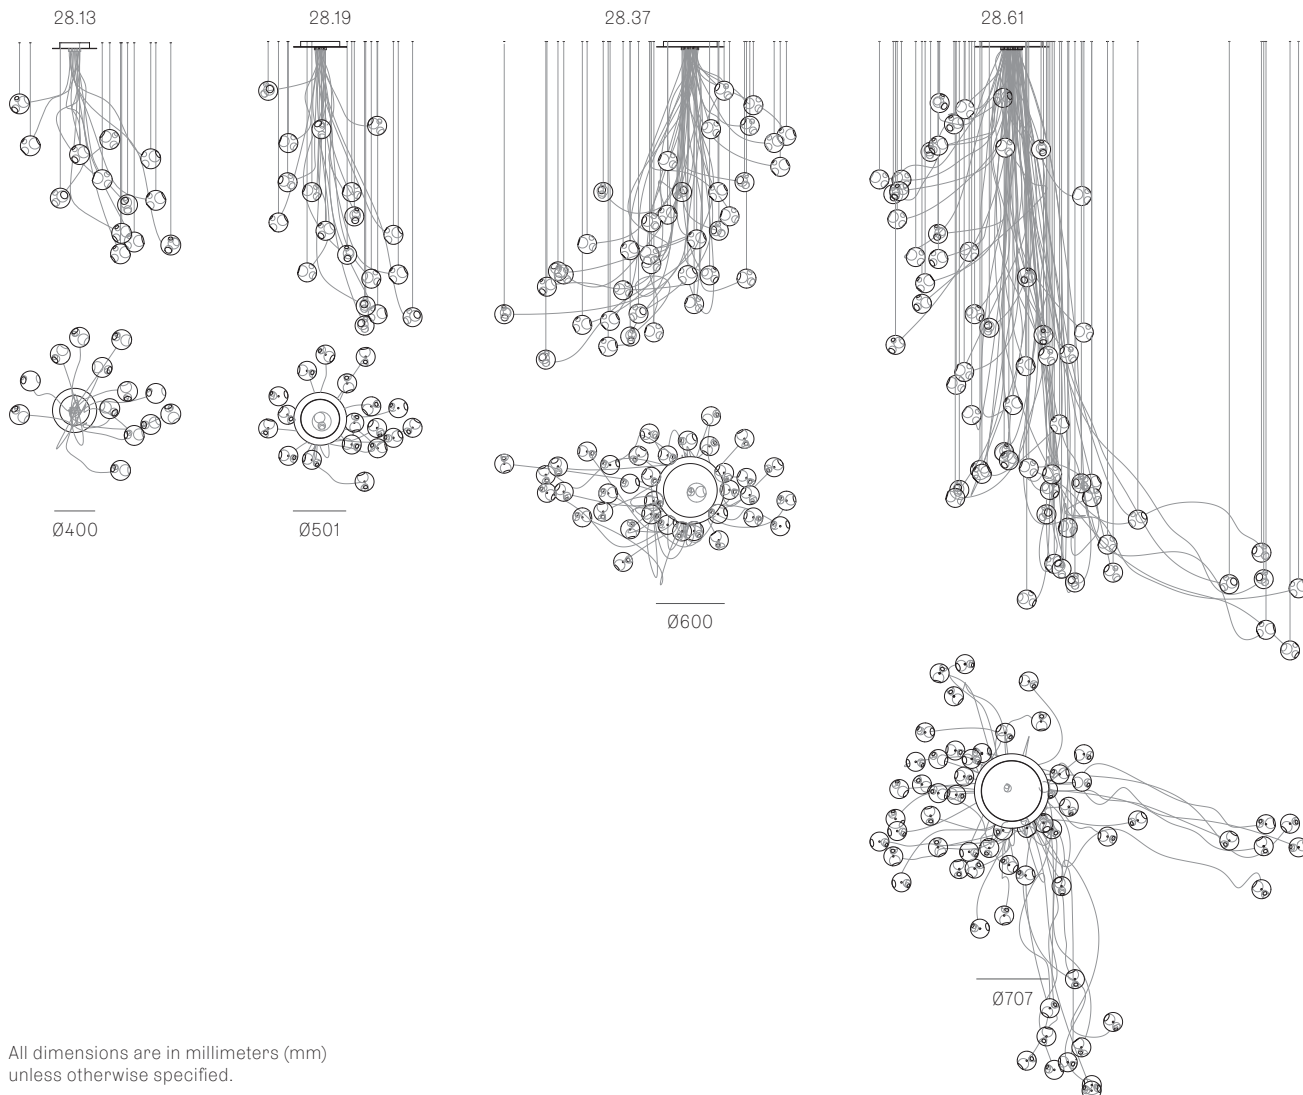 28.13
28.19
28.37
28.61
Ø400
Ø501
Ø600
Ø707
All dimensions are in millimeters (mm)
unless otherwise specified.